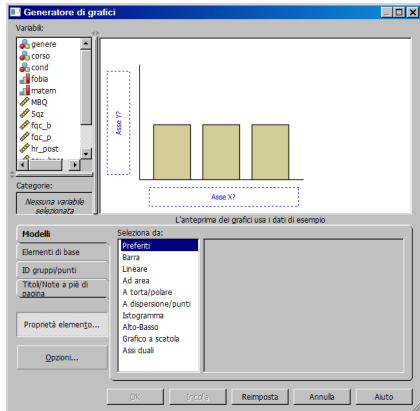 Generatore di grafici
Variabili:
genere
corso
cond
fobia
matem
MBQ
Sqz
fqc_b
fqc_p
hr_post
Categorie:
Nessuna variabile
selezionata
Asse Y?
Asse X?
L'anteprima dei grafici usa i dati di esempio
Modelli
Elementi di base
ID gruppi/punti
Titoli/Note a piè di
pagina
Proprietà elemento...
Opzioni...
Seleziona da:
Preferiti
Barra
Lineare
Ad area
A torta/polare
A dispersione/punti
Istogramma
Alto-Basso
Grafico a scatola
Assi duali
OK
Incolla
Reimposta
Annulla
Aiuto